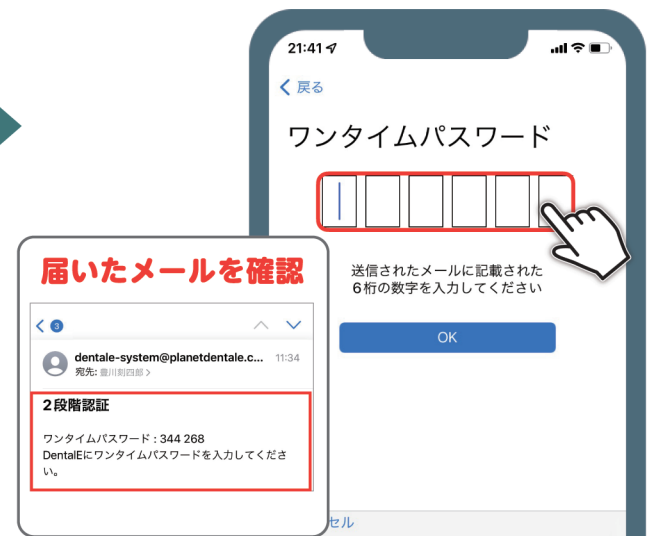 21:41
戻る
ワンタイムパスワード
送信されたメールに記載された
6桁の数字を入力してください
OK
届いたメールを確認
3
dentale-system@planetdentale.c... 11:34
宛先: 豊川刻四郎 >
2段階認証
ワンタイムパスワード : 344 268
DentalEにワンタイムパスワードを入力してくださ
い。
セル